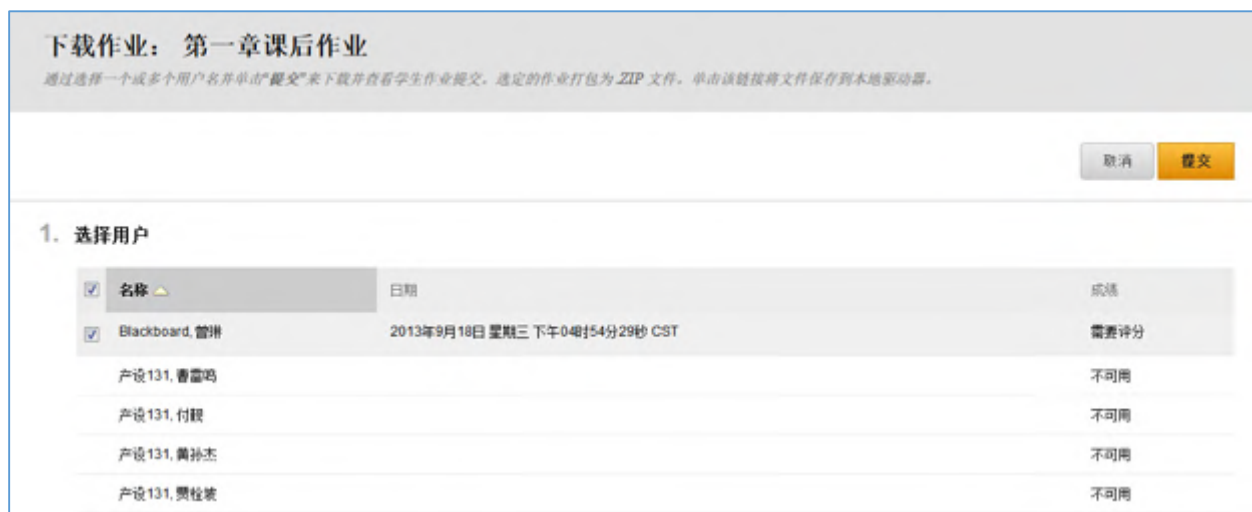 下载作业： 第一章课后作业
通过选择一个或多个用户名并单击“提交”来下载并查看学生作业提交。选定的作业打包为 .ZIP 文件。单击该链接将文件保存到本地驱动器。
取消 提交
1. 选择用户
名称 日期 成绩
Blackboard, 曾琳 2013年9月18日 星期三 下午04时54分29秒 CST 需要评分
产设131, 曹雷鸣 不可用
产设131, 付靓 不可用
产设131, 黄孙杰 不可用
产设131, 贾栓 不可用